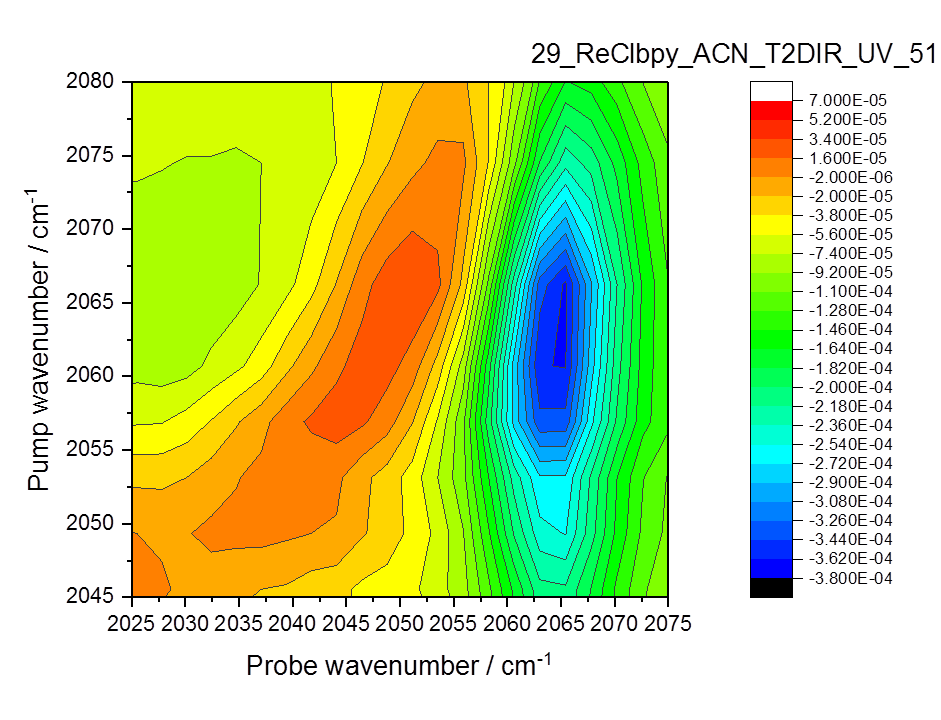 29_ReClbpy_ACN_T2DIR_UV_51
2080
2075
2070
2065
2060
2055
2050
2045
Pump wavenumber / cm-1
2025 2030 2035 2040 2045 2050 2055 2060 2065 2070 2075
Probe wavenumber / cm-1
7.000E-05
5.200E-05
3.400E-05
1.600E-05
-2.000E-06
-2.000E-05
-3.800E-05
-5.600E-05
-7.400E-05
-9.200E-05
-1.100E-04
-1.280E-04
-1.460E-04
-1.640E-04
-1.820E-04
-2.000E-04
-2.180E-04
-2.360E-04
-2.540E-04
-2.720E-04
-2.900E-04
-3.080E-04
-3.260E-04
-3.440E-04
-3.620E-04
-3.800E-04